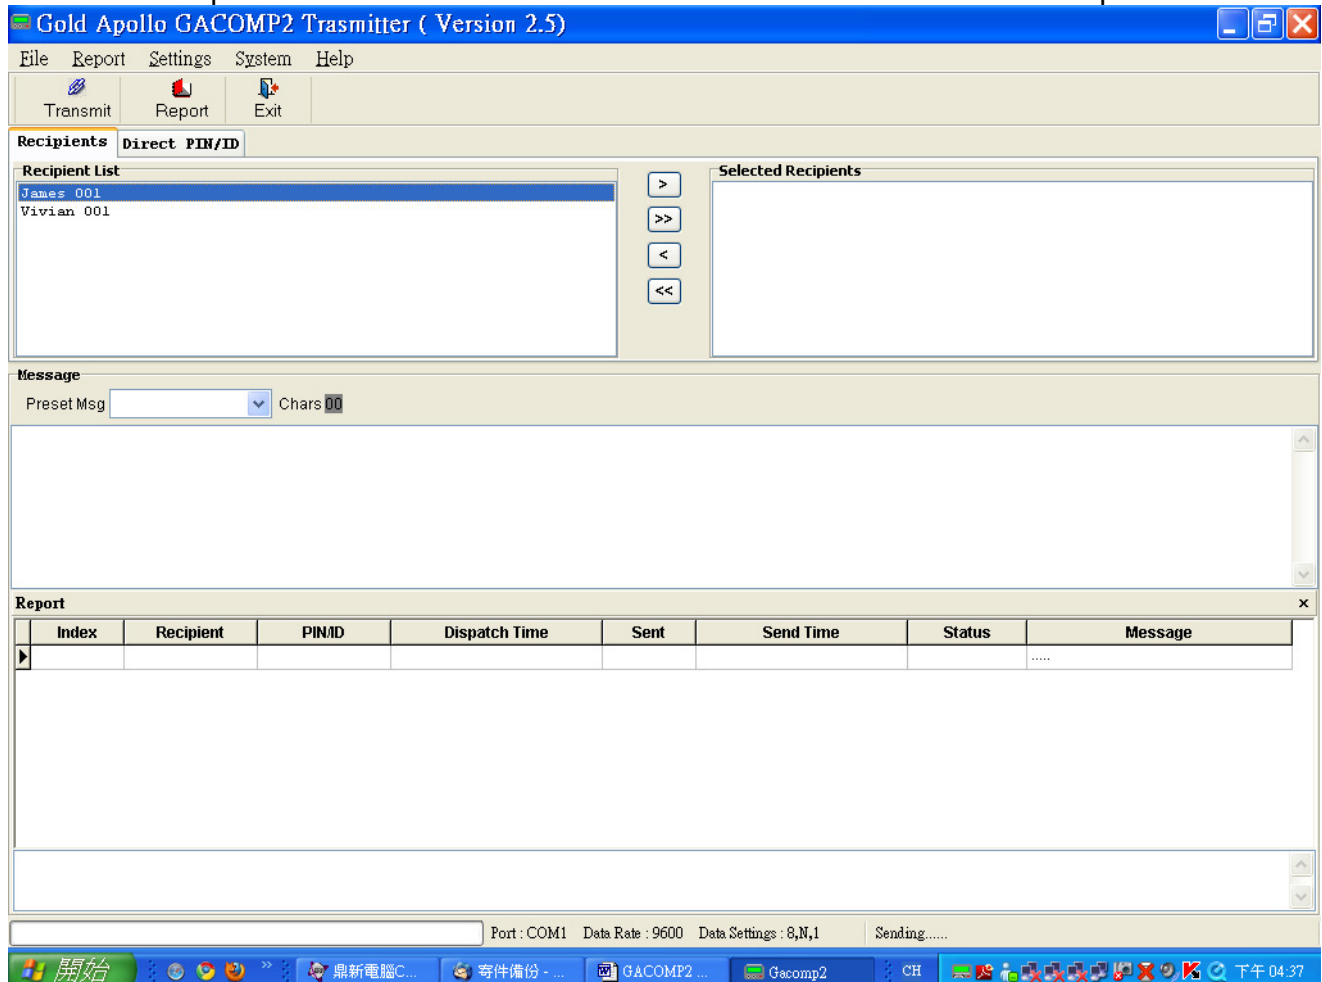 Gold Apollo GACOMP2 Trasmitter ( Version 2.5)
File Report Settings System Help
Transmit Report Exit
Recipients Direct PIN/ID
Recipient List Selected Recipients
James 001
Vivian 001
>
>>
<
<<
Message
Preset Msg Chars 00
Report x
Index Recipient PIN/ID Dispatch Time Sent Send Time Status Message
.....
Port : COM1 Data Rate : 9600 Data Settings : 8,N,1 Sending......
開始 » 鼎新電腦C... 寄件備份 - ... GACOMP2 ... Gacomp2 CH 下午 04:37